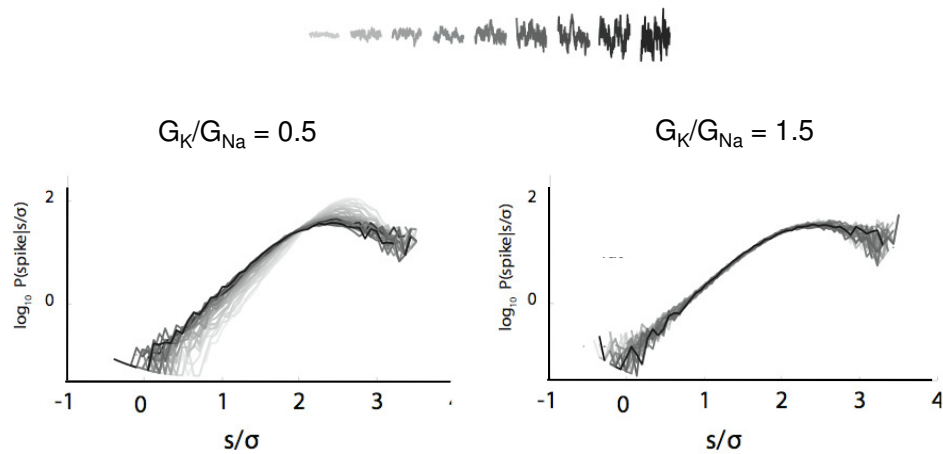 G_K/G_Na = 0.5
G_K/G_Na = 1.5
log₁₀ P(spike|s/σ)
2
0
-1 0 1 2 3
s/σ
log₁₀ P(spike|s/σ)
2
0
-1 0 1 2 3 4
s/σ